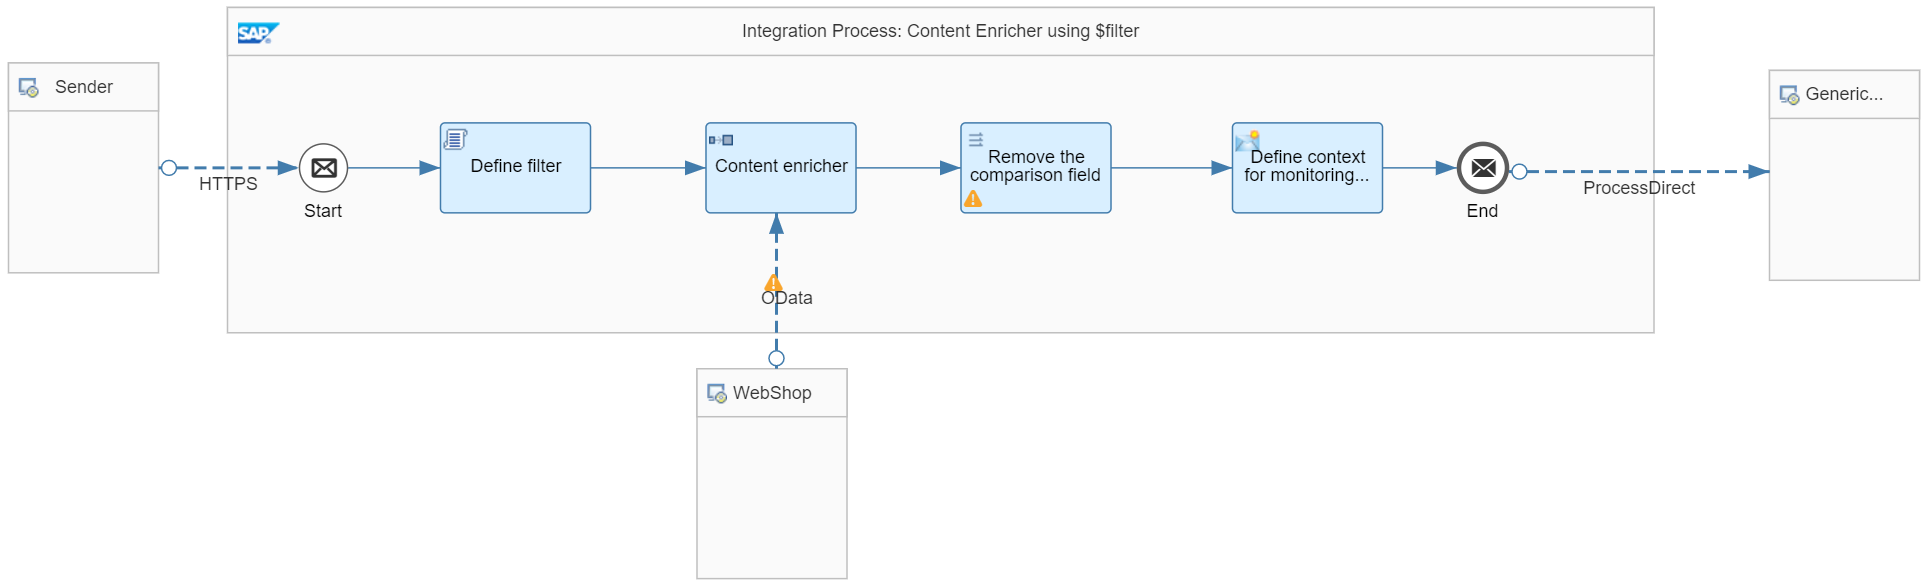 SAP
Integration Process: Content Enricher using $filter
Sender
Generic...
HTTPS
Start
Define filter
Content enricher
Remove the
comparison field
Define context
for monitoring...
End
ProcessDirect
OData
WebShop